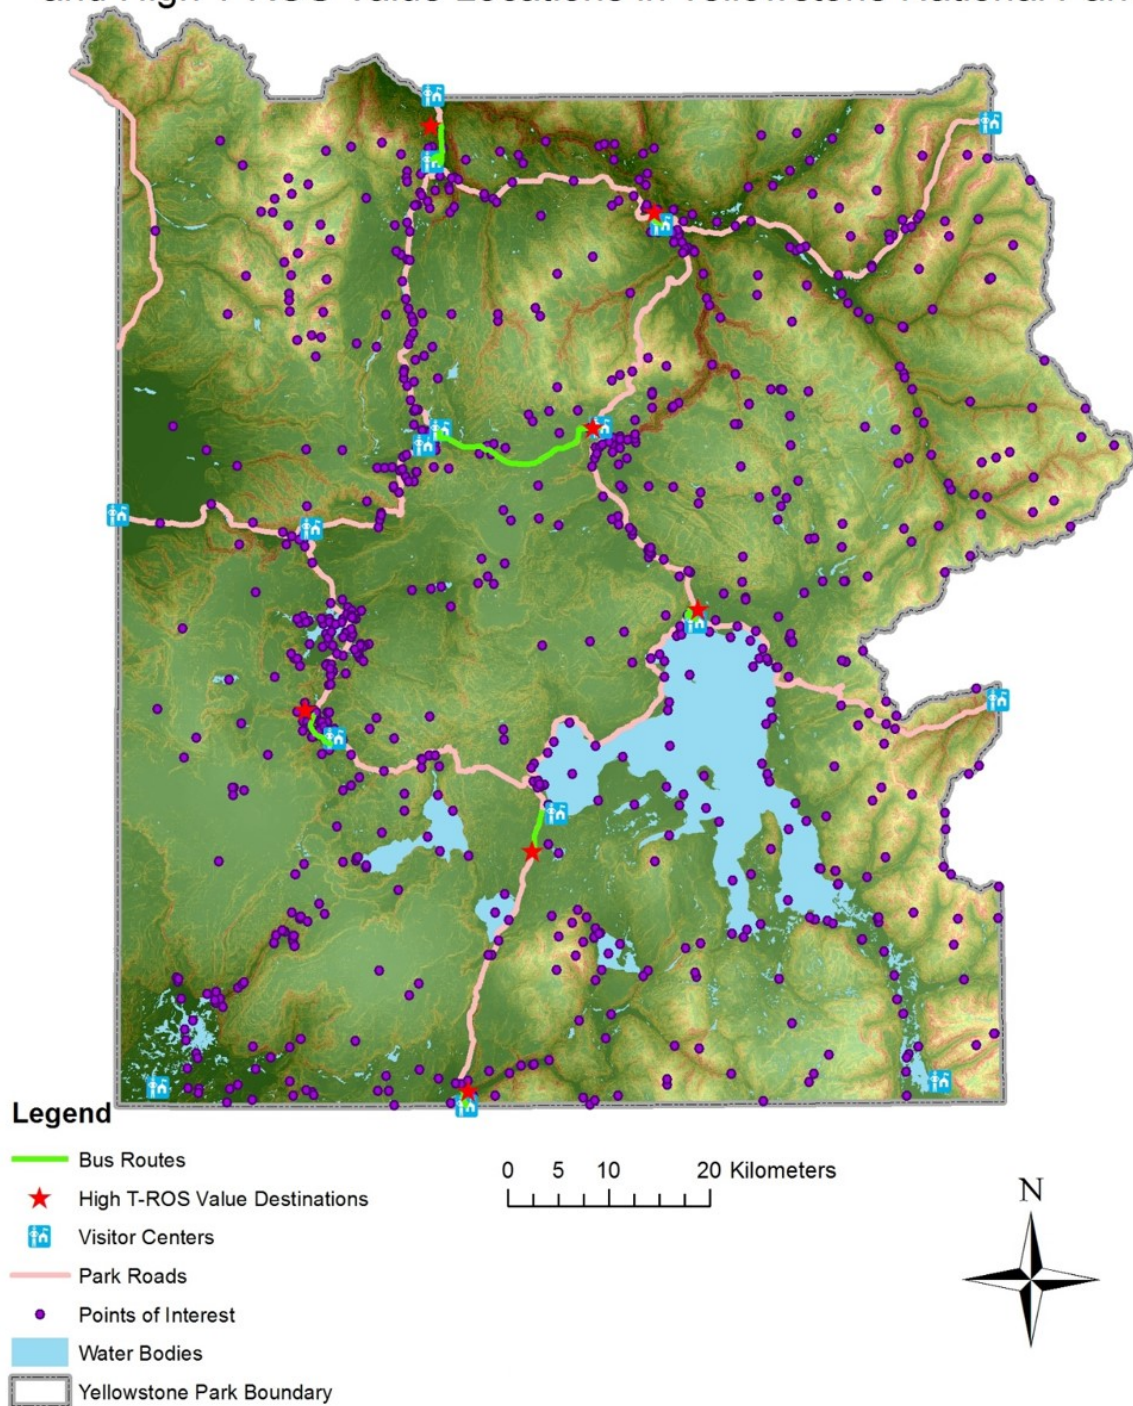 and High T-ROS Value Locations in Yellowstone National Park
Legend
Bus Routes
High T-ROS Value Destinations
Visitor Centers
Park Roads
Points of Interest
Water Bodies
Yellowstone Park Boundary
0 5 10 20 Kilometers
N